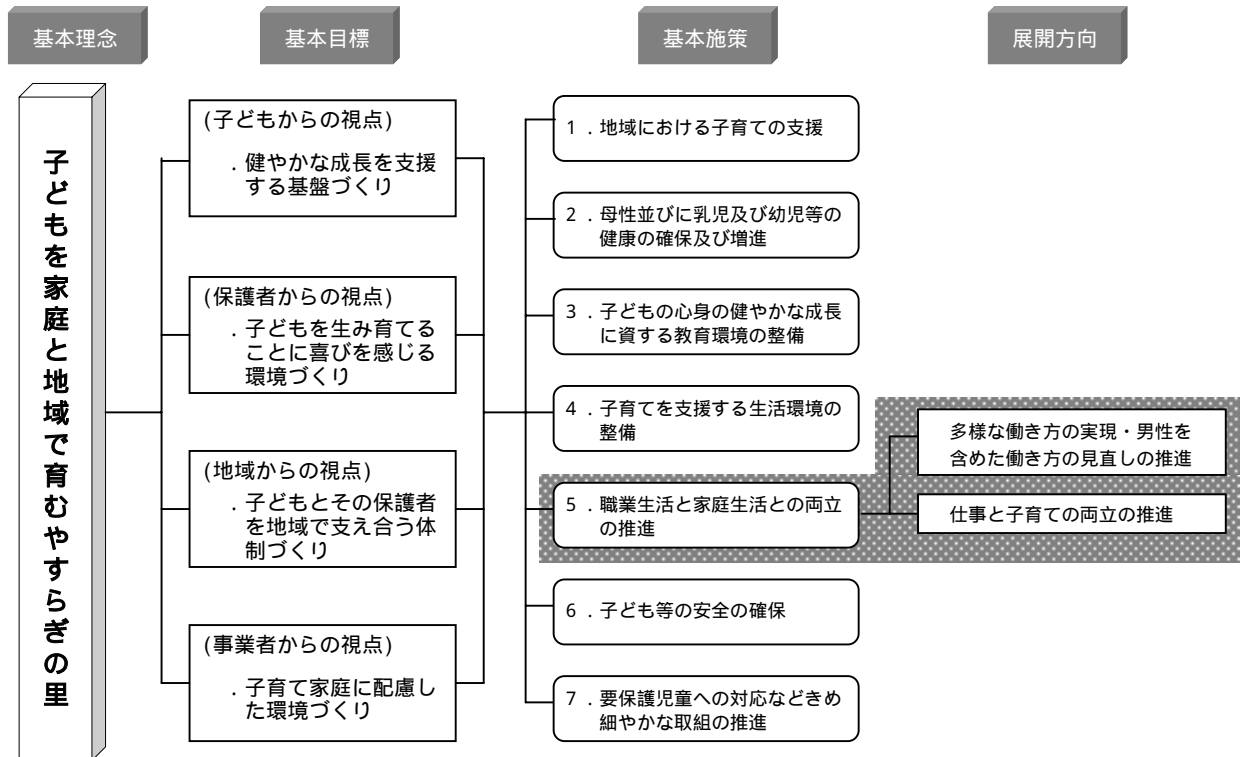 基本理念
基本目標
基本施策
展開方向
子どもを家庭と地域で育むやすらぎの里
(子どもからの視点)
．健やかな成長を支援
する基盤づくり
(保護者からの視点)
．子どもを生み育てる
ことに喜びを感じる
環境づくり
(地域からの視点)
．子どもとその保護者
を地域で支え合う体
制づくり
(事業者からの視点)
．子育て家庭に配慮し
た環境づくり
1．地域における子育ての支援
2．母性並びに乳児及び幼児等の
健康の確保及び増進
3．子どもの心身の健やかな成長
に資する教育環境の整備
4．子育てを支援する生活環境の
整備
5．職業生活と家庭生活との両立
の推進
6．子ども等の安全の確保
7．要保護児童への対応などきめ
細やかな取組の推進
多様な働き方の実現・男性を
含めた働き方の見直しの推進
仕事と子育ての両立の推進